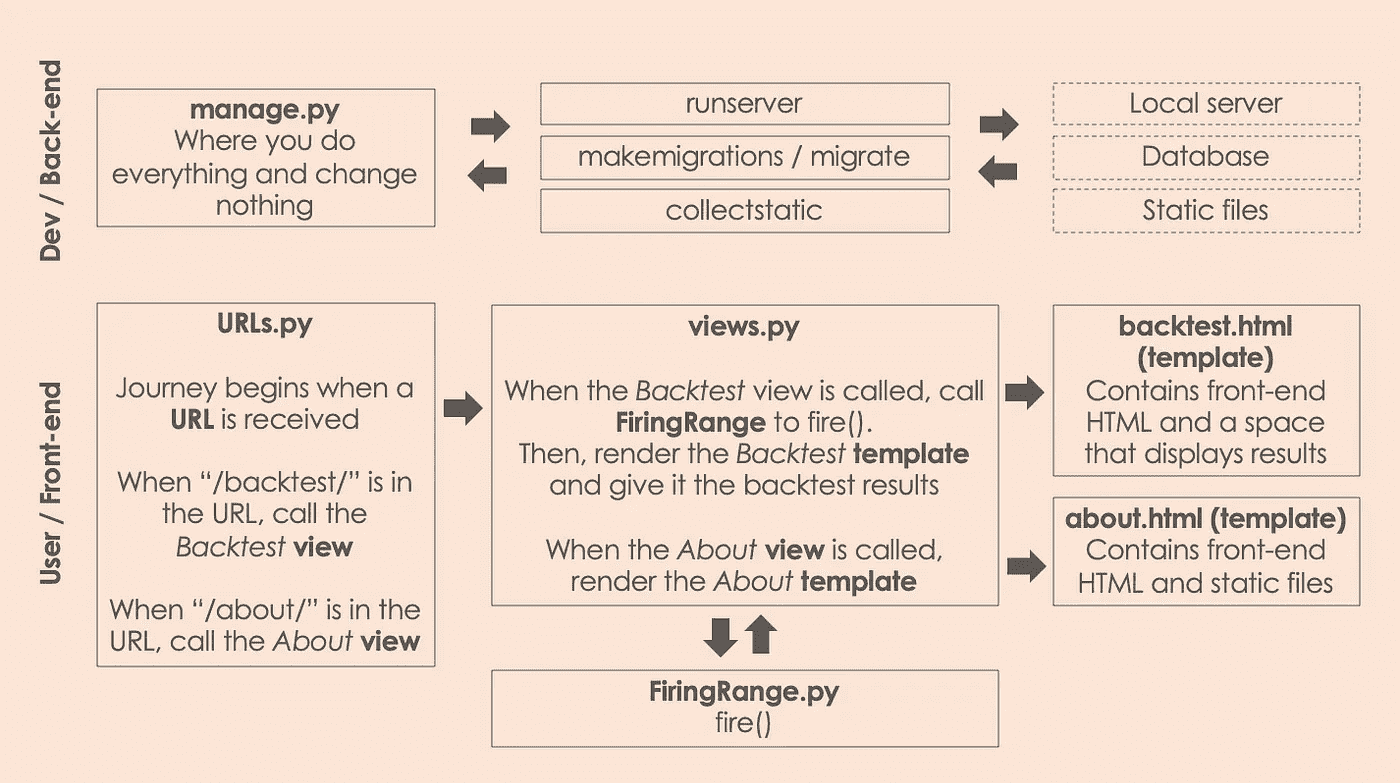 Dev / Back-end
manage.py
Where you do
everything and change
nothing
runserver
makemigrations / migrate
collectstatic
Local server
Database
Static files
User / Front-end
URLs.py
Journey begins when a
URL is received
When “/backtest/” is in
the URL, call the
Backtest view
When “/about/” is in the
URL, call the About view
views.py
When the Backtest view is called, call
FiringRange to fire().
Then, render the Backtest template
and give it the backtest results
When the About view is called,
render the About template
backtest.html
(template)
Contains front-end
HTML and a space
that displays results
about.html (template)
Contains front-end
HTML and static files
FiringRange.py
fire()